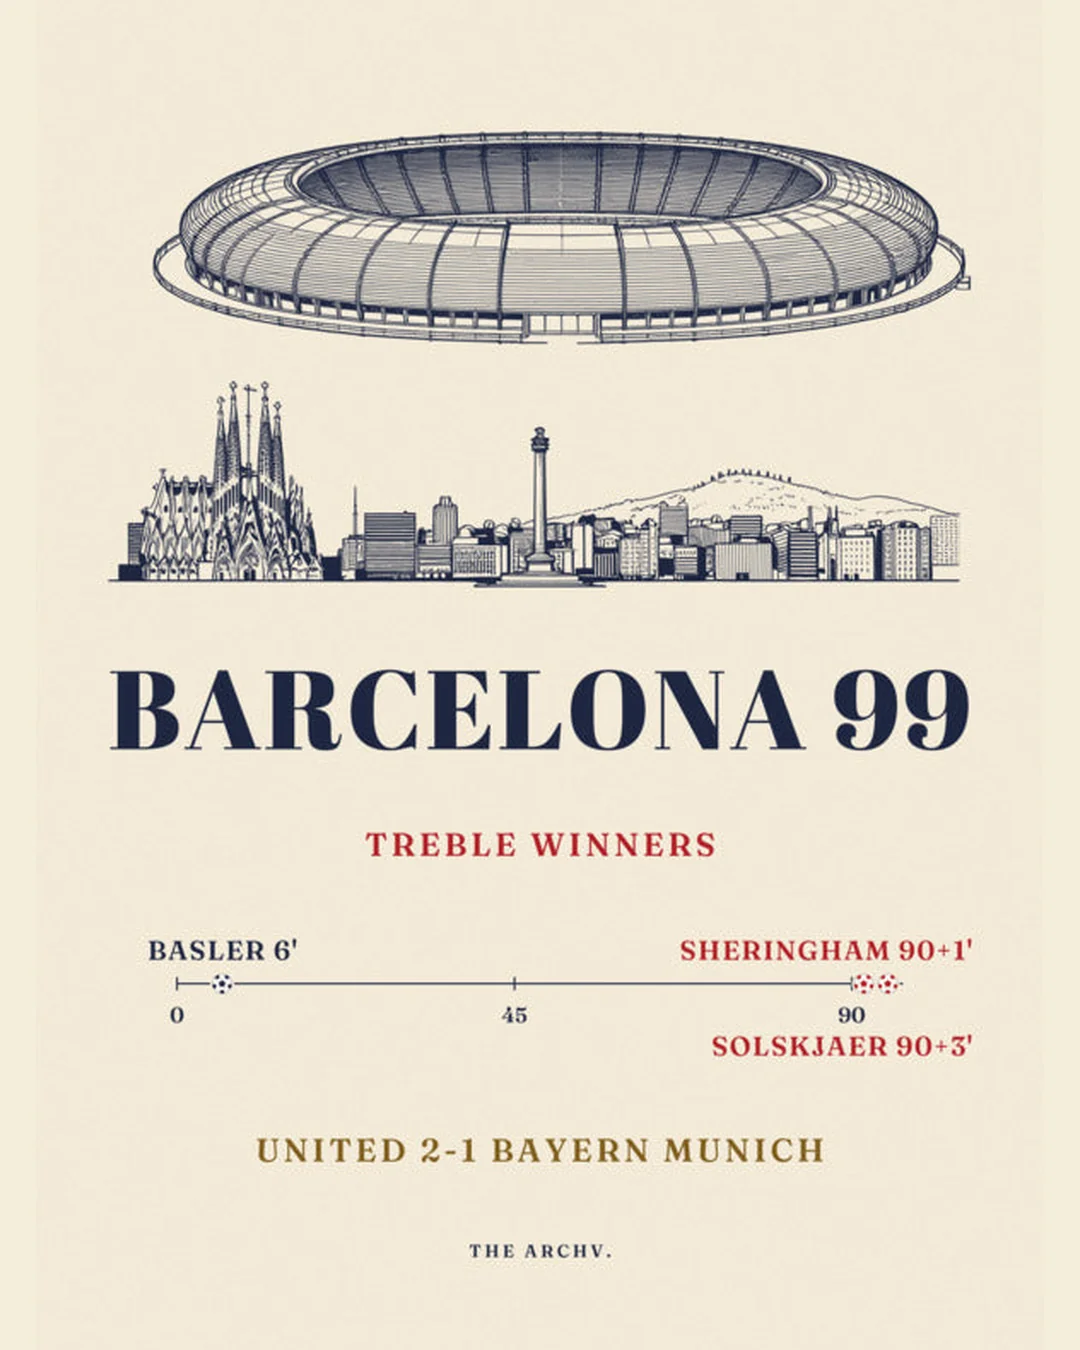 BARCELONA 99
TREBLE WINNERS
BASLER 6'
SHERINGHAM 90+1'
0
45
90
SOLSKJAER 90+3'
UNITED 2-1 BAYERN MUNICH
THE ARCHV.